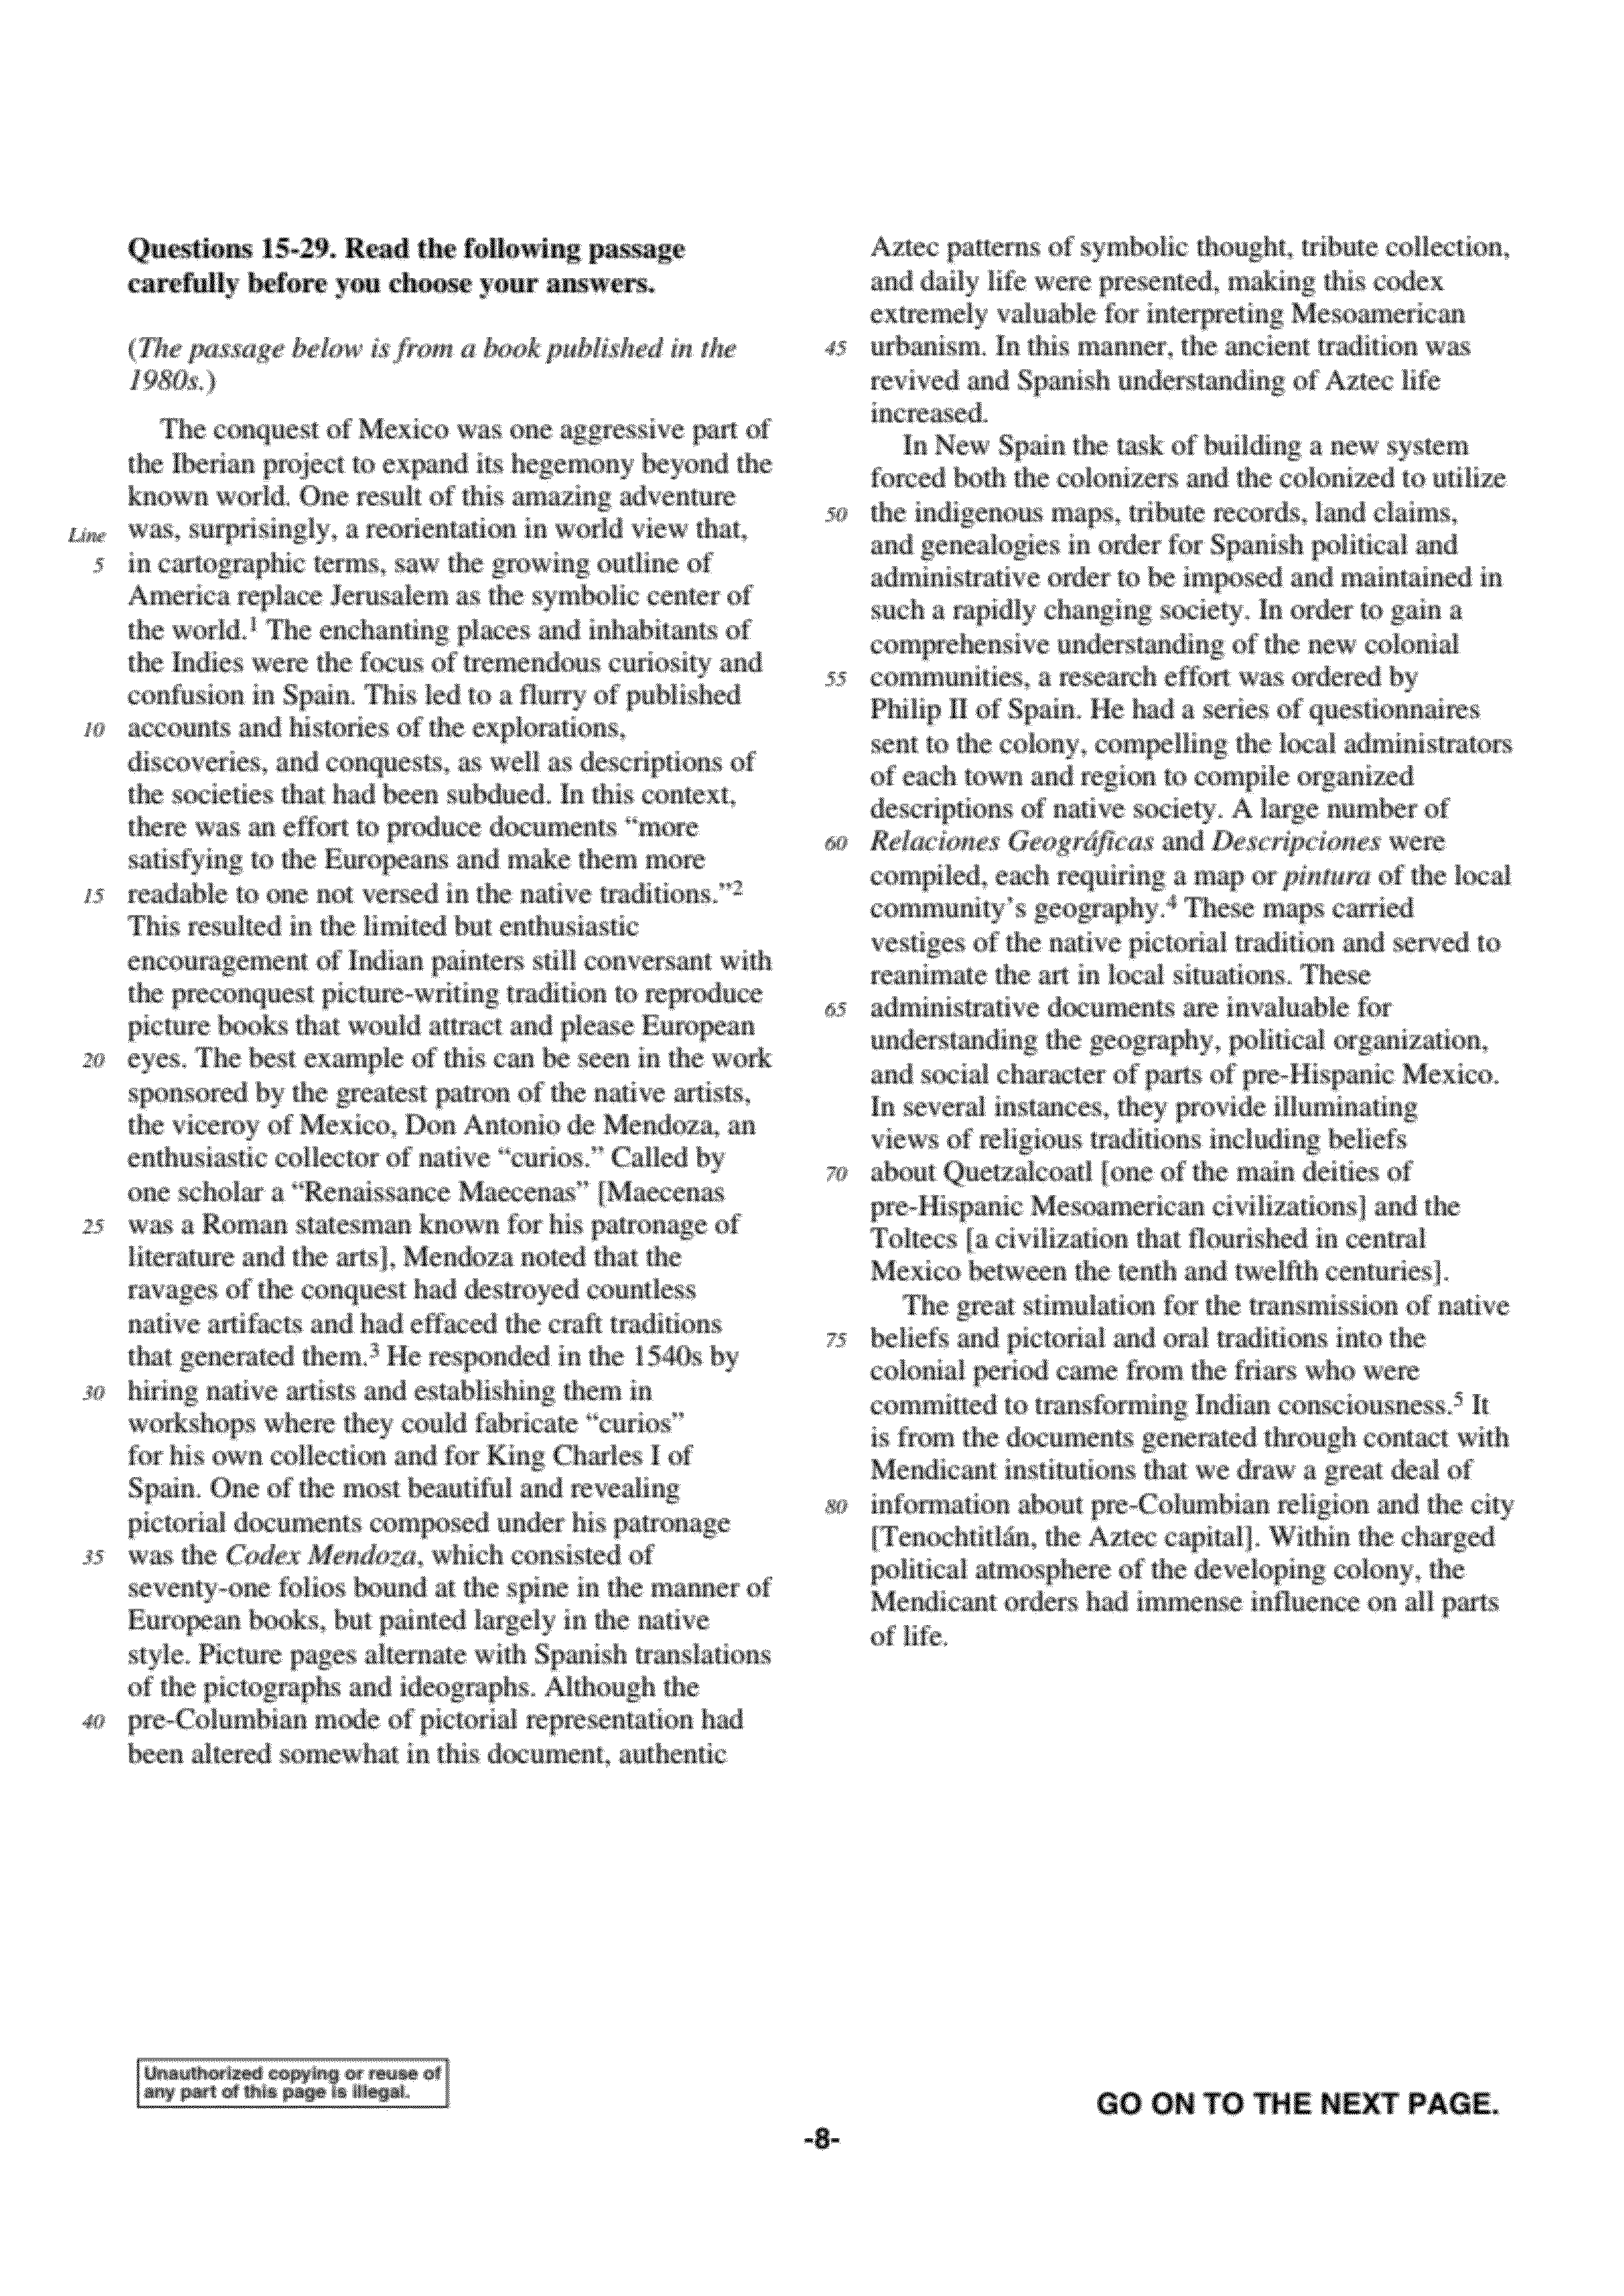 Questions 15-29. Read the following passage
carefully before you choose your answers.
(The passage below is from a book published in the
1980s.)
The conquest of Mexico was one aggressive part of
the Iberian project to expand its hegemony beyond the
known world. One result of this amazing adventure
Line was, surprisingly, a reorientation in world view that,
5 in cartographic terms, saw the growing outline of
America replace Jerusalem as the symbolic center of
the world.¹ The enchanting places and inhabitants of
the Indies were the focus of tremendous curiosity and
confusion in Spain. This led to a flurry of published
10 accounts and histories of the explorations,
discoveries, and conquests, as well as descriptions of
the societies that had been subdued. In this context,
there was an effort to produce documents “more
satisfying to the Europeans and make them more
15 readable to one not versed in the native traditions.”²
This resulted in the limited but enthusiastic
encouragement of Indian painters still conversant with
the preconquest picture-writing tradition to reproduce
picture books that would attract and please European
20 eyes. The best example of this can be seen in the work
sponsored by the greatest patron of the native artists,
the viceroy of Mexico, Don Antonio de Mendoza, an
enthusiastic collector of native “curios.” Called by
one scholar a “Renaissance Maecenas” [Maecenas
25 was a Roman statesman known for his patronage of
literature and the arts], Mendoza noted that the
ravages of the conquest had destroyed countless
native artifacts and had effaced the craft traditions
that generated them.³ He responded in the 1540s by
30 hiring native artists and establishing them in
workshops where they could fabricate “curios”
for his own collection and for King Charles I of
Spain. One of the most beautiful and revealing
pictorial documents composed under his patronage
35 was the Codex Mendoza, which consisted of
seventy-one folios bound at the spine in the manner of
European books, but painted largely in the native
style. Picture pages alternate with Spanish translations
of the pictographs and ideographs. Although the
40 pre-Columbian mode of pictorial representation had
been altered somewhat in this document, authentic
Aztec patterns of symbolic thought, tribute collection,
and daily life were presented, making this codex
extremely valuable for interpreting Mesoamerican
45 urbanism. In this manner, the ancient tradition was
revived and Spanish understanding of Aztec life
increased.
In New Spain the task of building a new system
forced both the colonizers and the colonized to utilize
50 the indigenous maps, tribute records, land claims,
and genealogies in order for Spanish political and
administrative order to be imposed and maintained in
such a rapidly changing society. In order to gain a
comprehensive understanding of the new colonial
55 communities, a research effort was ordered by
Philip II of Spain. He had a series of questionnaires
sent to the colony, compelling the local administrators
of each town and region to compile organized
descriptions of native society. A large number of
60 Relaciones Geográficas and Descripciones were
compiled, each requiring a map or pintura of the local
community’s geography.⁴ These maps carried
vestiges of the native pictorial tradition and served to
reanimate the art in local situations. These
65 administrative documents are invaluable for
understanding the geography, political organization,
and social character of parts of pre-Hispanic Mexico.
In several instances, they provide illuminating
views of religious traditions including beliefs
70 about Quetzalcoatl [one of the main deities of
pre-Hispanic Mesoamerican civilizations] and the
Toltecs [a civilization that flourished in central
Mexico between the tenth and twelfth centuries].
The great stimulation for the transmission of native
75 beliefs and pictorial and oral traditions into the
colonial period came from the friars who were
committed to transforming Indian consciousness.⁵ It
is from the documents generated through contact with
Mendicant institutions that we draw a great deal of
80 information about pre-Columbian religion and the city
[Tenochtitlán, the Aztec capital]. Within the charged
political atmosphere of the developing colony, the
Mendicant orders had immense influence on all parts
of life.
Unauthorized copying or reuse of
any part of this page is illegal.
GO ON TO THE NEXT PAGE.
-8-